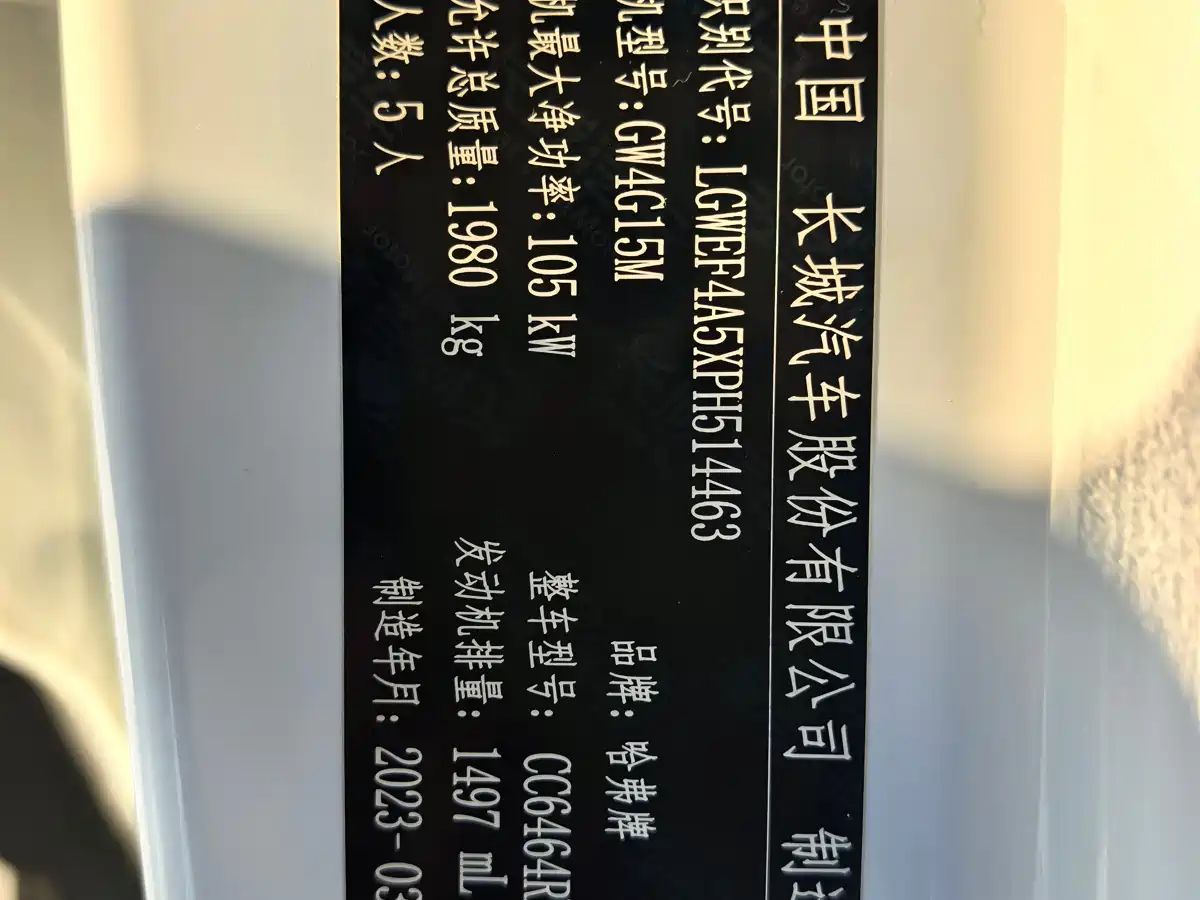 中国 长城汽车股份有限公司 制造
识别代号: LGWEF4A5XPH514463
机型号: GW4G15M 品牌: 哈弗牌
机最大净功率: 105 kW 整车型号: CC6464R
允许总质量: 1980 kg 发动机排量: 1497 mL
人数: 5 人 制造年月: 2023-03